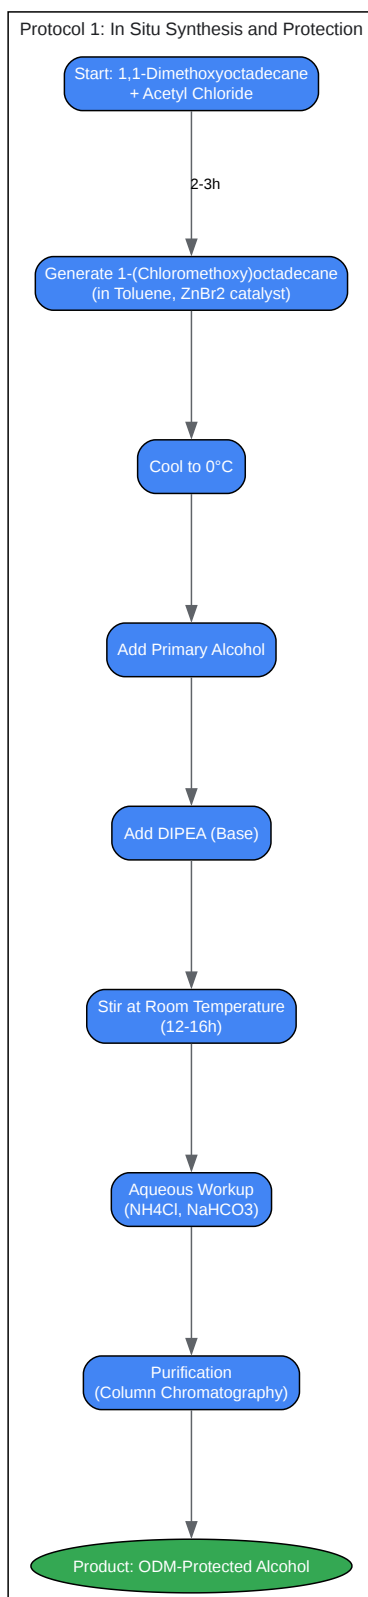 Protocol 1: In Situ Synthesis and Protection
Start: 1,1-Dimethoxyoctadecane
+ Acetyl Chloride
2-3h
Generate 1-(Chloromethoxy)octadecane
(in Toluene, ZnBr2 catalyst)
Cool to 0°C
Add Primary Alcohol
Add DIPEA (Base)
Stir at Room Temperature
(12-16h)
Aqueous Workup
(NH4Cl, NaHCO3)
Purification
(Column Chromatography)
Product: ODM-Protected Alcohol